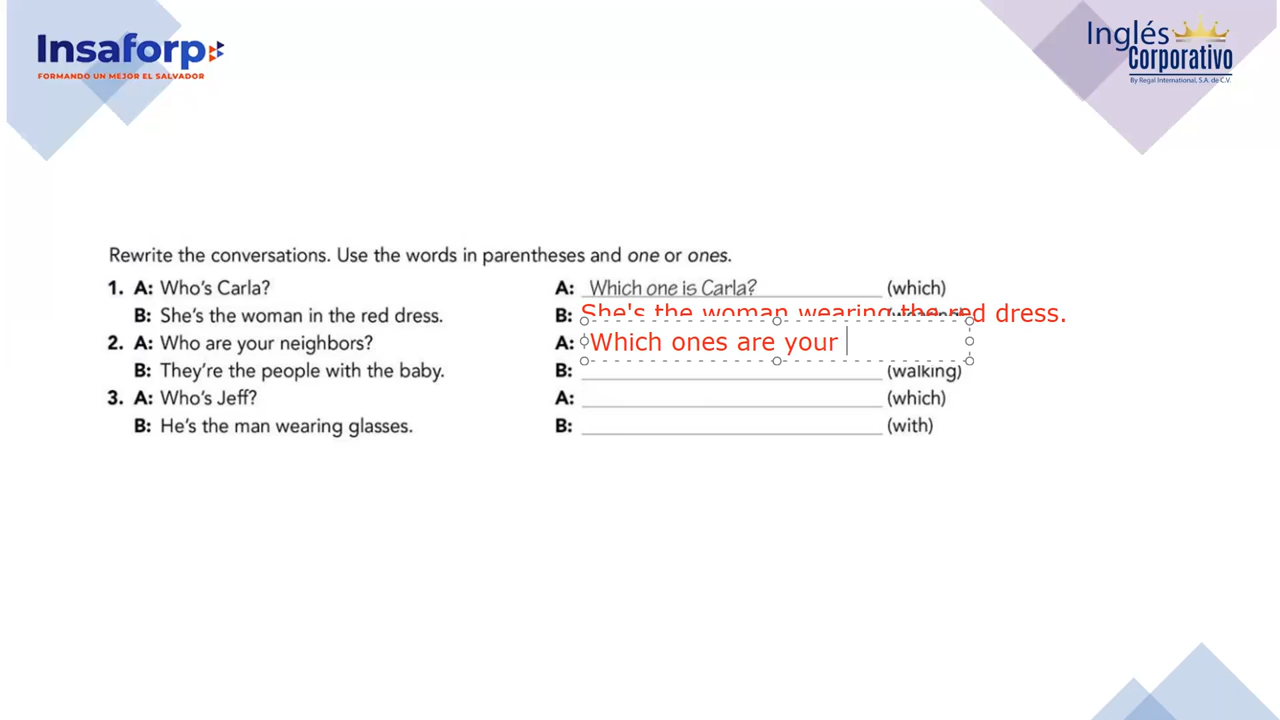 Insaforp
FORMANDO UN MEJOR EL SALVADOR
Inglés
Corporativo
By Regal International, S.A. de C.V.
Rewrite the conversations. Use the words in parentheses and one or ones.
1. A: Who's Carla? A: Which one is Carla? (which)
B: She's the woman in the red dress. B: She's the woman wearing the red dress.
2. A: Who are your neighbors? A: Which ones are your
B: They're the people with the baby. B: (walking)
3. A: Who's Jeff? A: (which)
B: He's the man wearing glasses. B: (with)